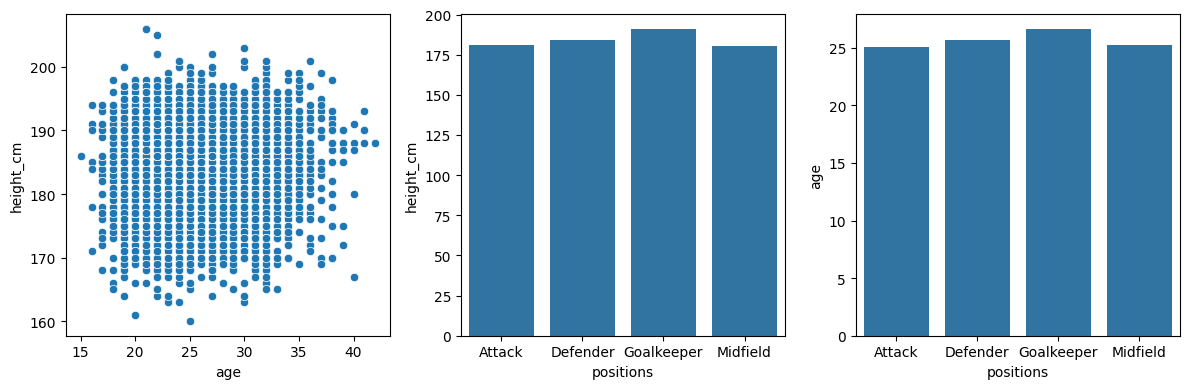 height_cm
200
190
180
170
160
15 20 25 30 35 40
age
height_cm
200
175
150
125
100
75
50
25
0
Attack Defender Goalkeeper Midfield
positions
age
25
20
15
10
5
0
Attack Defender Goalkeeper Midfield
positions